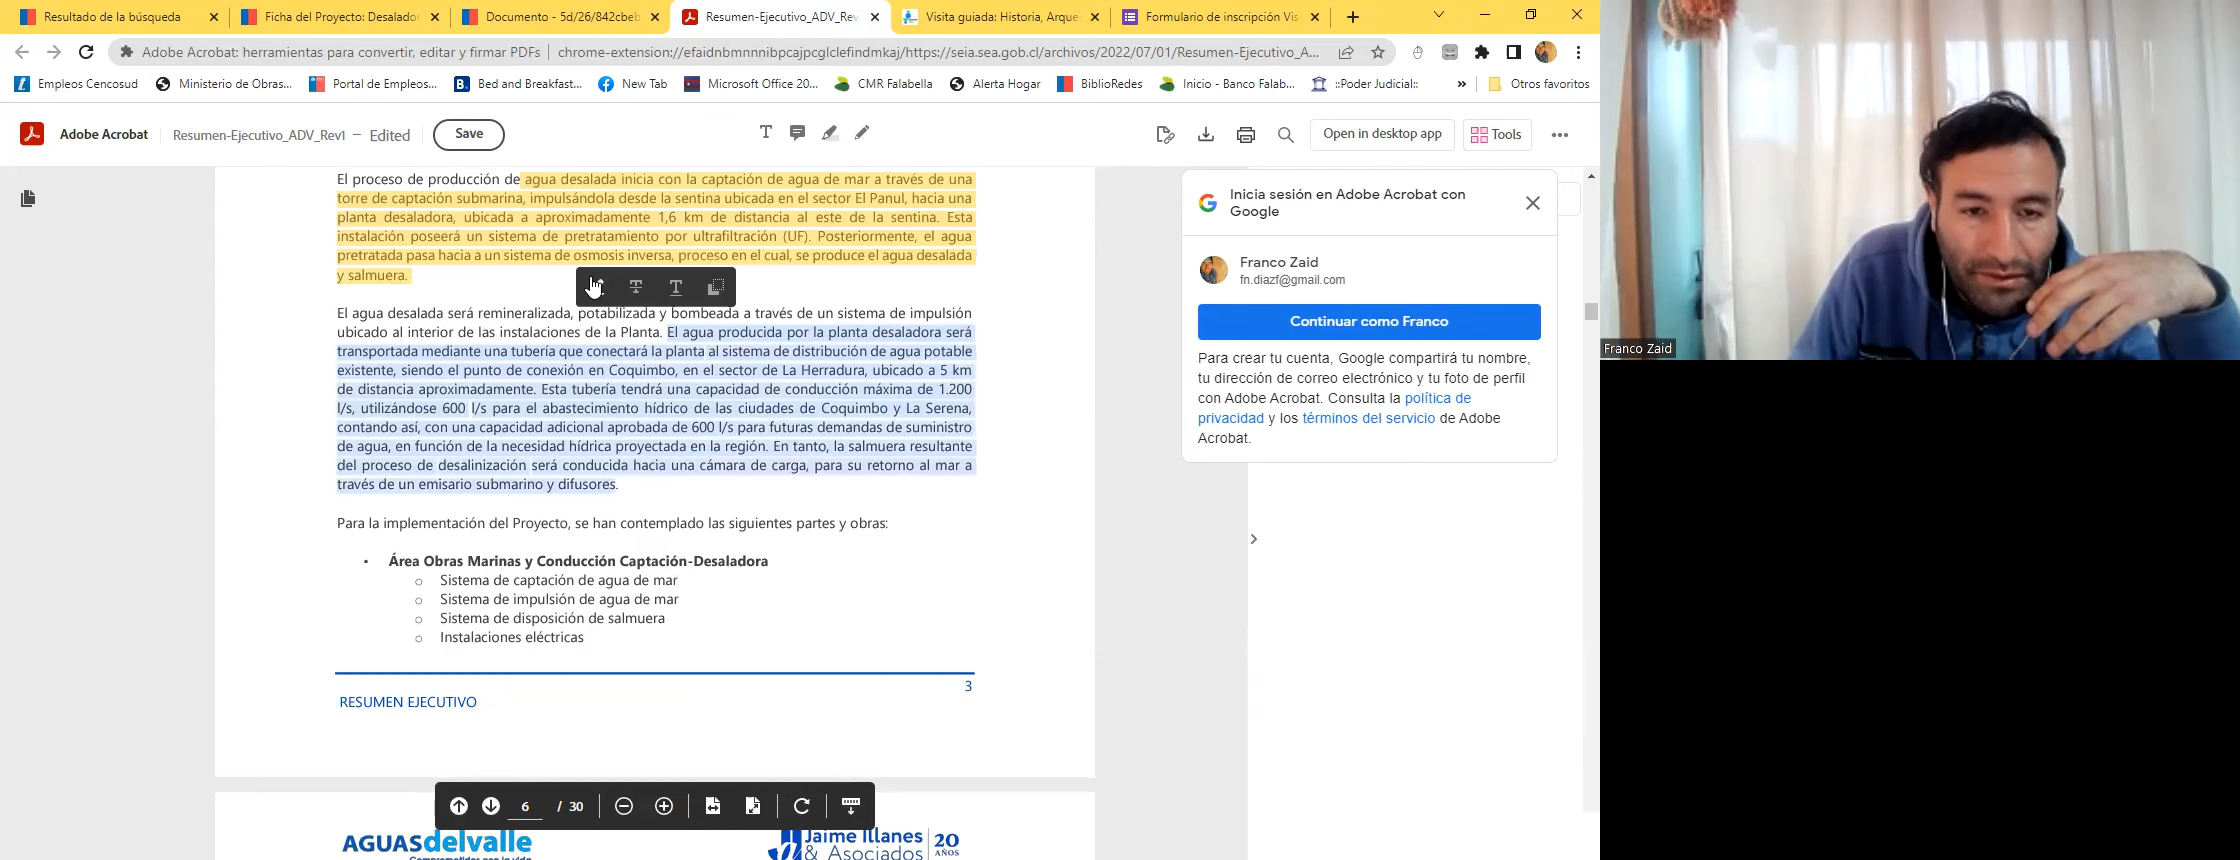 Resultado de la búsqueda
Ficha del Proyecto: Desalador
Documento - 5d/26/842cbeb
Resumen-Ejecutivo_ADV_Rev
Visita guiada: Historia, Arque
Formulario de inscripción Vis
Adobe Acrobat: herramientas para convertir, editar y firmar PDFs | chrome-extension://efaidnbmnnnibpcajpcglclefindmkaj/https://seia.sea.gob.cl/archivos/2022/07/01/Resumen-Ejecutivo_A...
Empleos Cencosud
Ministerio de Obras...
Portal de Empleos...
Bed and Breakfast...
New Tab
Microsoft Office 20...
CMR Falabella
Alerta Hogar
BiblioRedes
Inicio - Banco Falab...
::Poder Judicial::
»
Otros favoritos
Adobe Acrobat
Resumen-Ejecutivo_ADV_Rev1 — Edited
Save
Open in desktop app
Tools
El proceso de producción de agua desalada inicia con la captación de agua de mar a través de una
torre de captación submarina, impulsándola desde la sentina ubicada en el sector El Panul, hacia una
planta desaladora, ubicada a aproximadamente 1,6 km de distancia al este de la sentina. Esta
instalación poseerá un sistema de pretratamiento por ultrafiltración (UF). Posteriormente, el agua
pretratada pasa hacia a un sistema de osmosis inversa, proceso en el cual, se produce el agua desalada
y salmuera.
El agua desalada será remineralizada, potabilizada y bombeada a través de un sistema de impulsión
ubicado al interior de las instalaciones de la Planta. El agua producida por la planta desaladora será
transportada mediante una tubería que conectará la planta al sistema de distribución de agua potable
existente, siendo el punto de conexión en Coquimbo, en el sector de La Herradura, ubicado a 5 km
de distancia aproximadamente. Esta tubería tendrá una capacidad de conducción máxima de 1.200
l/s, utilizándose 600 l/s para el abastecimiento hídrico de las ciudades de Coquimbo y La Serena,
contando así, con una capacidad adicional aprobada de 600 l/s para futuras demandas de suministro
de agua, en función de la necesidad hídrica proyectada en la región. En tanto, la salmuera resultante
del proceso de desalinización será conducida hacia una cámara de carga, para su retorno al mar a
través de un emisario submarino y difusores.
Para la implementación del Proyecto, se han contemplado las siguientes partes y obras:
• Área Obras Marinas y Conducción Captación-Desaladora
○ Sistema de captación de agua de mar
○ Sistema de impulsión de agua de mar
○ Sistema de disposición de salmuera
○ Instalaciones eléctricas
3
RESUMEN EJECUTIVO
6 / 30
AGUASdelvalle
Comprometidos con la vida
Jaime Illanes
& Asociados
20
AÑOS
Inicia sesión en Adobe Acrobat con
Google
Franco Zaid
fn.diazf@gmail.com
Continuar como Franco
Para crear tu cuenta, Google compartirá tu nombre,
tu dirección de correo electrónico y tu foto de perfil
con Adobe Acrobat. Consulta la política de
privacidad y los términos del servicio de Adobe
Acrobat.
Franco Zaid